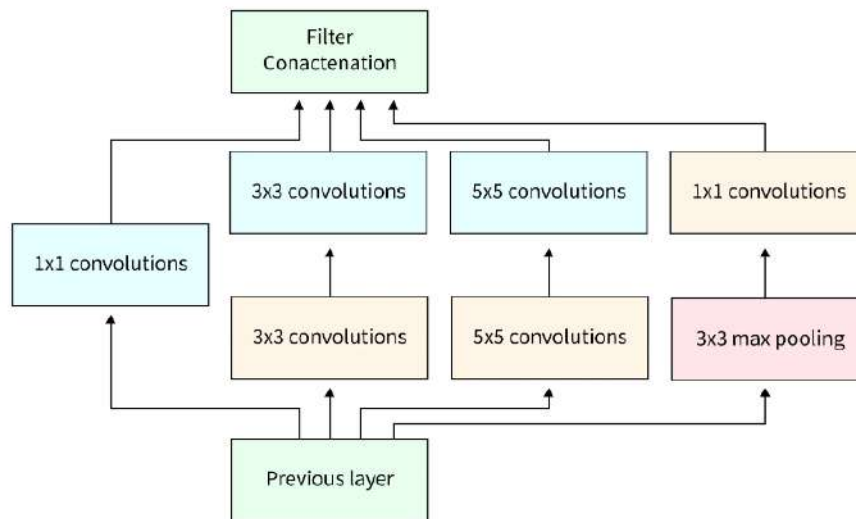 Filter
Conactenation
3x3 convolutions
5x5 convolutions
1x1 convolutions
1x1 convolutions
3x3 convolutions
5x5 convolutions
3x3 max pooling
Previous layer